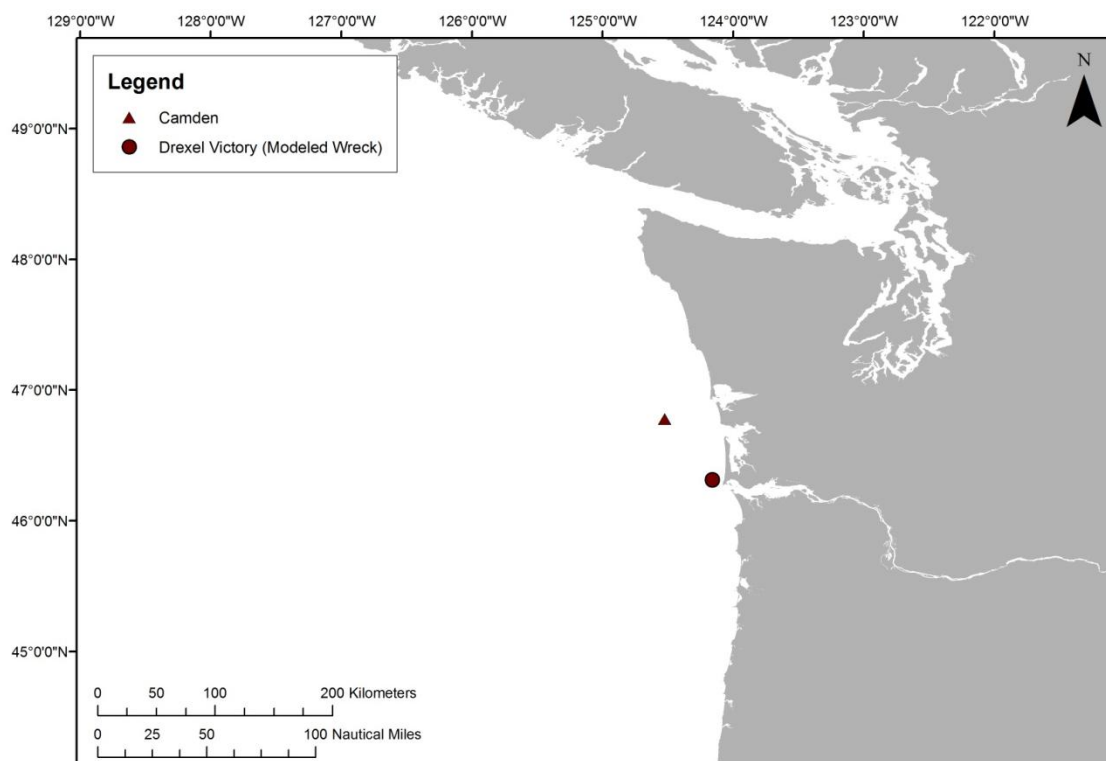 129°0'0"W 128°0'0"W 127°0'0"W 126°0'0"W 125°0'0"W 124°0'0"W 123°0'0"W 122°0'0"W
Legend
Camden
Drexel Victory (Modeled Wreck)
N
49°0'0"N
48°0'0"N
47°0'0"N
46°0'0"N
45°0'0"N
0 50 100 200 Kilometers
0 25 50 100 Nautical Miles